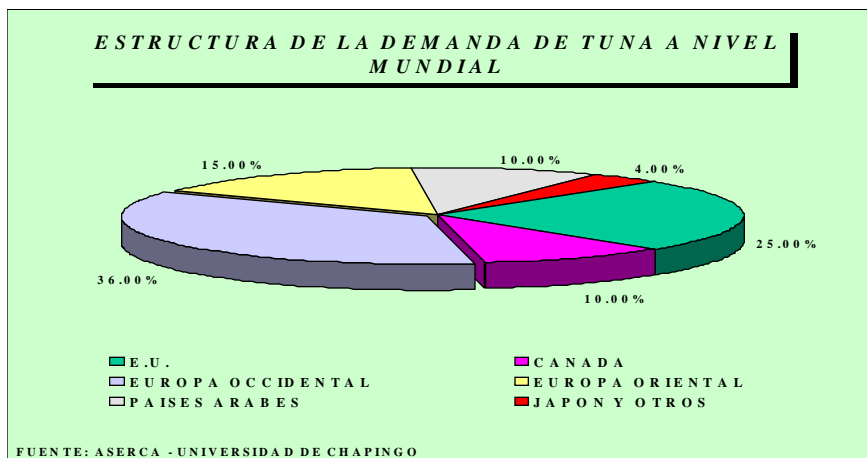 ESTRUCTURA DE LA DEMANDA DE TUNA A NIVEL
MUNDIAL
15.00%
10.00%
4.00%
25.00%
36.00%
10.00%
E.U.
CANADA
EUROPA OCCIDENTAL
EUROPA ORIENTAL
PAISES ARABES
JAPON Y OTROS
FUENTE: ASERCA - UNIVERSIDAD DE CHAPINGO